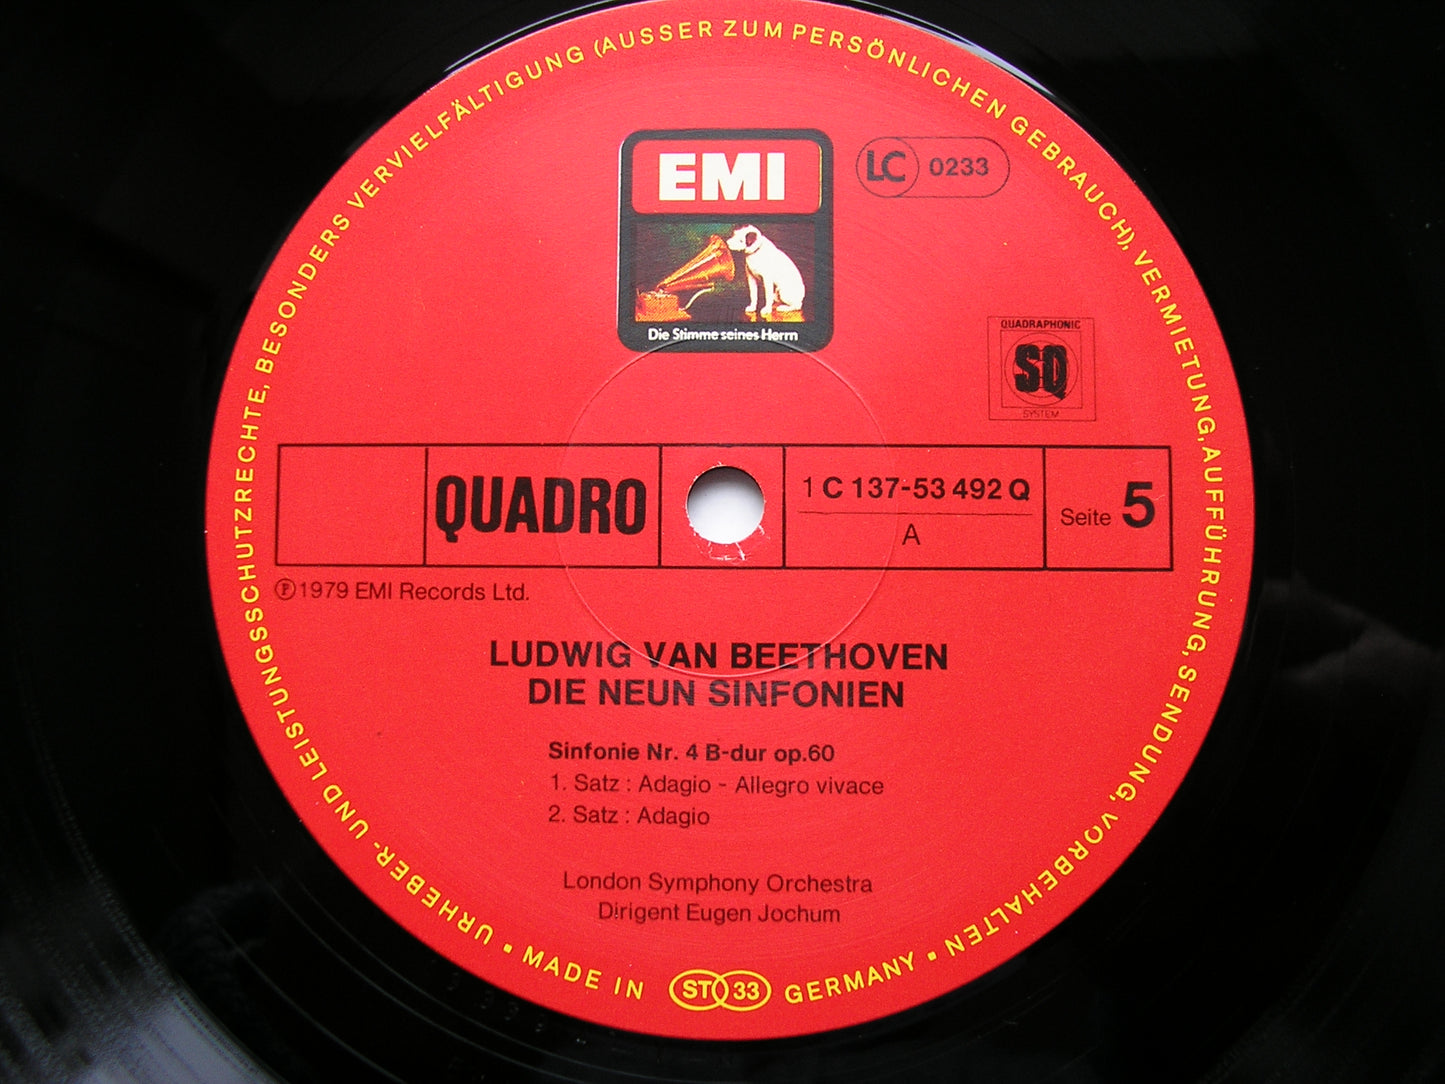 URHEBER- UND LEISTUNGSSCHUTZRECHTE, BESONDERS VERVIELFÄLTIGUNG (AUSSER ZUM PERSÖNLICHEN GEBRAUCH), VERMIETUNG, AUFFÜHRUNG, SENDUNG, VORBEHALTEN
EMI
LC 0233
Die Stimme seines Herrn
QUADRAPHONIC
SQ
SYSTEM
QUADRO
1 C 137-53 492 Q
A
Seite 5
Ⓟ 1979 EMI Records Ltd.
LUDWIG VAN BEETHOVEN
DIE NEUN SINFONIEN
Sinfonie Nr. 4 B-dur op.60
1. Satz : Adagio - Allegro vivace
2. Satz : Adagio
London Symphony Orchestra
Dirigent Eugen Jochum
▪ MADE IN ST 33 GERMANY ▪